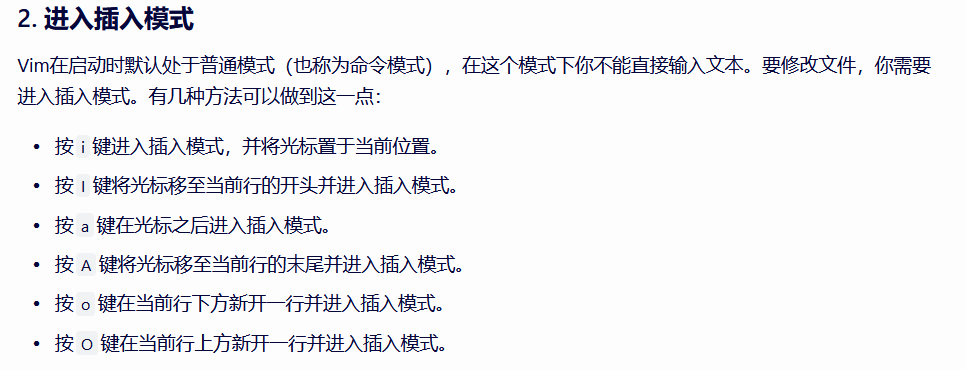 2. 进入插入模式
Vim在启动时默认处于普通模式（也称为命令模式），在这个模式下你不能直接输入文本。要修改文件，你需要
进入插入模式。有几种方法可以做到这一点：
• 按 i 键进入插入模式，并将光标置于当前位置。
• 按 I 键将光标移至当前行的开头并进入插入模式。
• 按 a 键在光标之后进入插入模式。
• 按 A 键将光标移至当前行的末尾并进入插入模式。
• 按 o 键在当前行下方新开一行并进入插入模式。
• 按 O 键在当前行上方新开一行并进入插入模式。